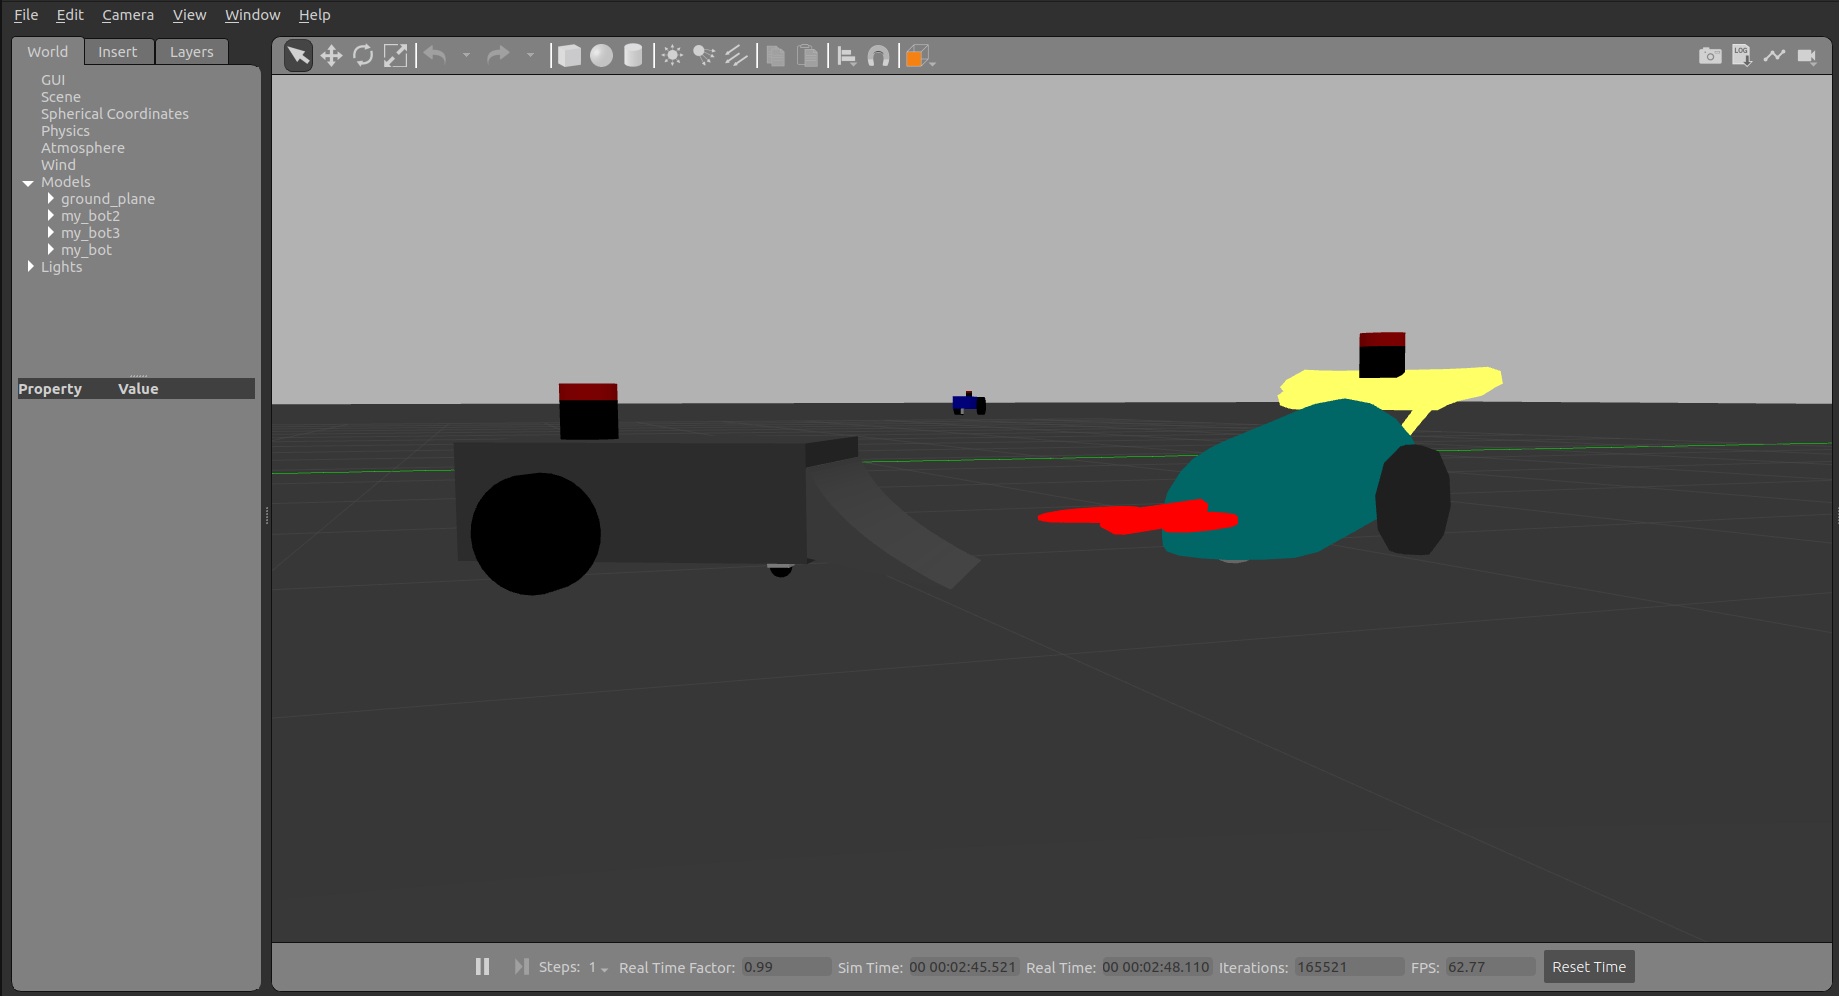 File Edit Camera View Window Help
World Insert Layers
LOG
GUI
Scene
Spherical Coordinates
Physics
Atmosphere
Wind
Models
ground_plane
my_bot2
my_bot3
my_bot
Lights
Property Value
Steps: 1 Real Time Factor: 0.99 Sim Time: 00 00:02:45.521 Real Time: 00 00:02:48.110 Iterations: 165521 FPS: 62.77 Reset Time